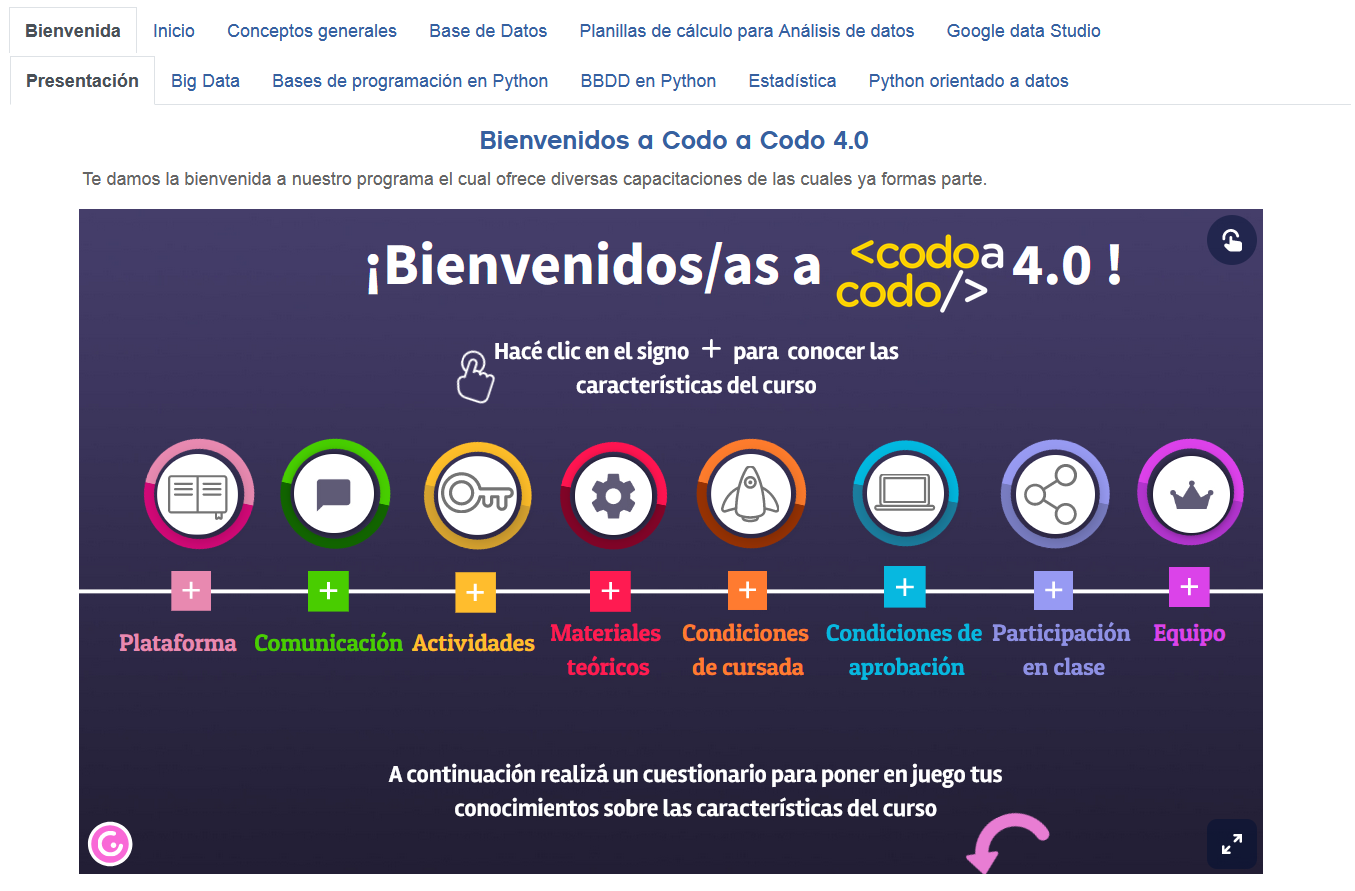 Bienvenida Inicio Conceptos generales Base de Datos Planillas de cálculo para Análisis de datos Google data Studio
Presentación Big Data Bases de programación en Python BBDD en Python Estadística Python orientado a datos
Bienvenidos a Codo a Codo 4.0
Te damos la bienvenida a nuestro programa el cual ofrece diversas capacitaciones de las cuales ya formas parte.
¡Bienvenidos/as a <codo a codo/> 4.0 !
Hacé clic en el signo + para conocer las
características del curso
+ + + + + + + +
Plataforma
Comunicación
Actividades
Materiales
teóricos
Condiciones
de cursada
Condiciones de
aprobación
Participación
en clase
Equipo
A continuación realizá un cuestionario para poner en juego tus
conocimientos sobre las características del curso